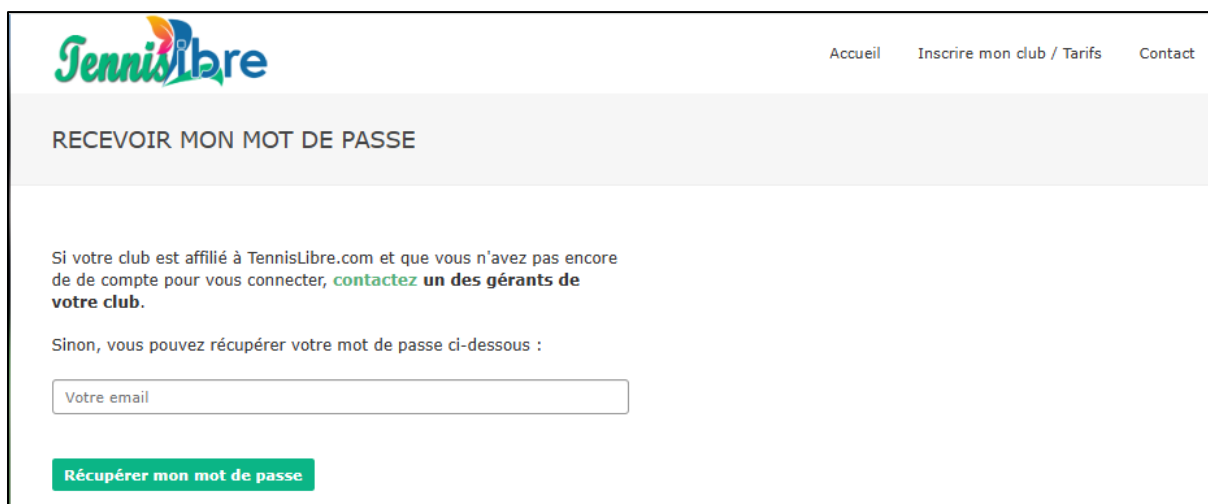 TennisLibre
Accueil Inscrire mon club / Tarifs Contact
RECEVOIR MON MOT DE PASSE
Si votre club est affilié à TennisLibre.com et que vous n'avez pas encore
de de compte pour vous connecter, contactez un des gérants de
votre club.
Sinon, vous pouvez récupérer votre mot de passe ci-dessous :
Votre email
Récupérer mon mot de passe